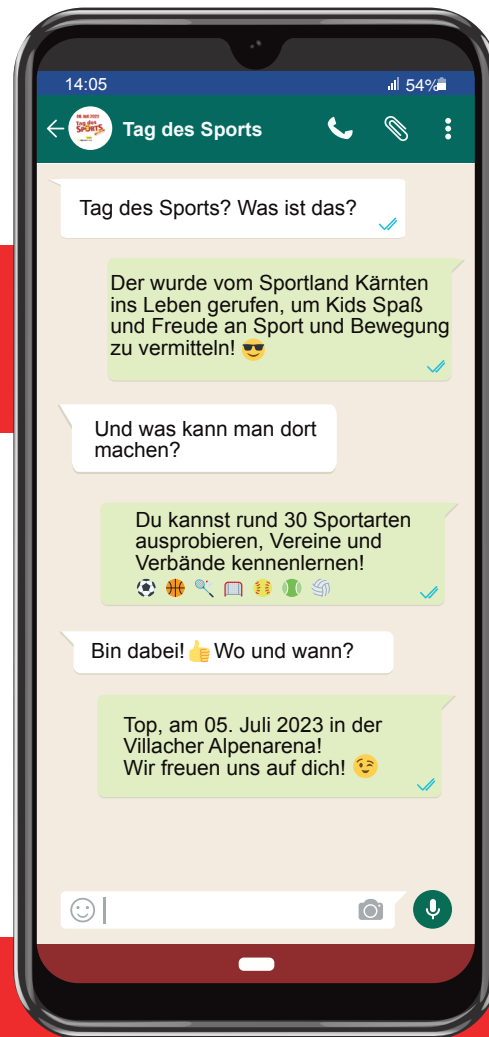 14:05
54%
Tag des Sports
Tag des Sports? Was ist das?
Der wurde vom Sportland Kärnten
ins Leben gerufen, um Kids Spaß
und Freude an Sport und Bewegung
zu vermitteln! 😎
Und was kann man dort
machen?
Du kannst rund 30 Sportarten
ausprobieren, Vereine und
Verbände kennenlernen!
Bin dabei! 👍 Wo und wann?
Top, am 05. Juli 2023 in der
Villacher Alpenarena!
Wir freuen uns auf dich! 😉